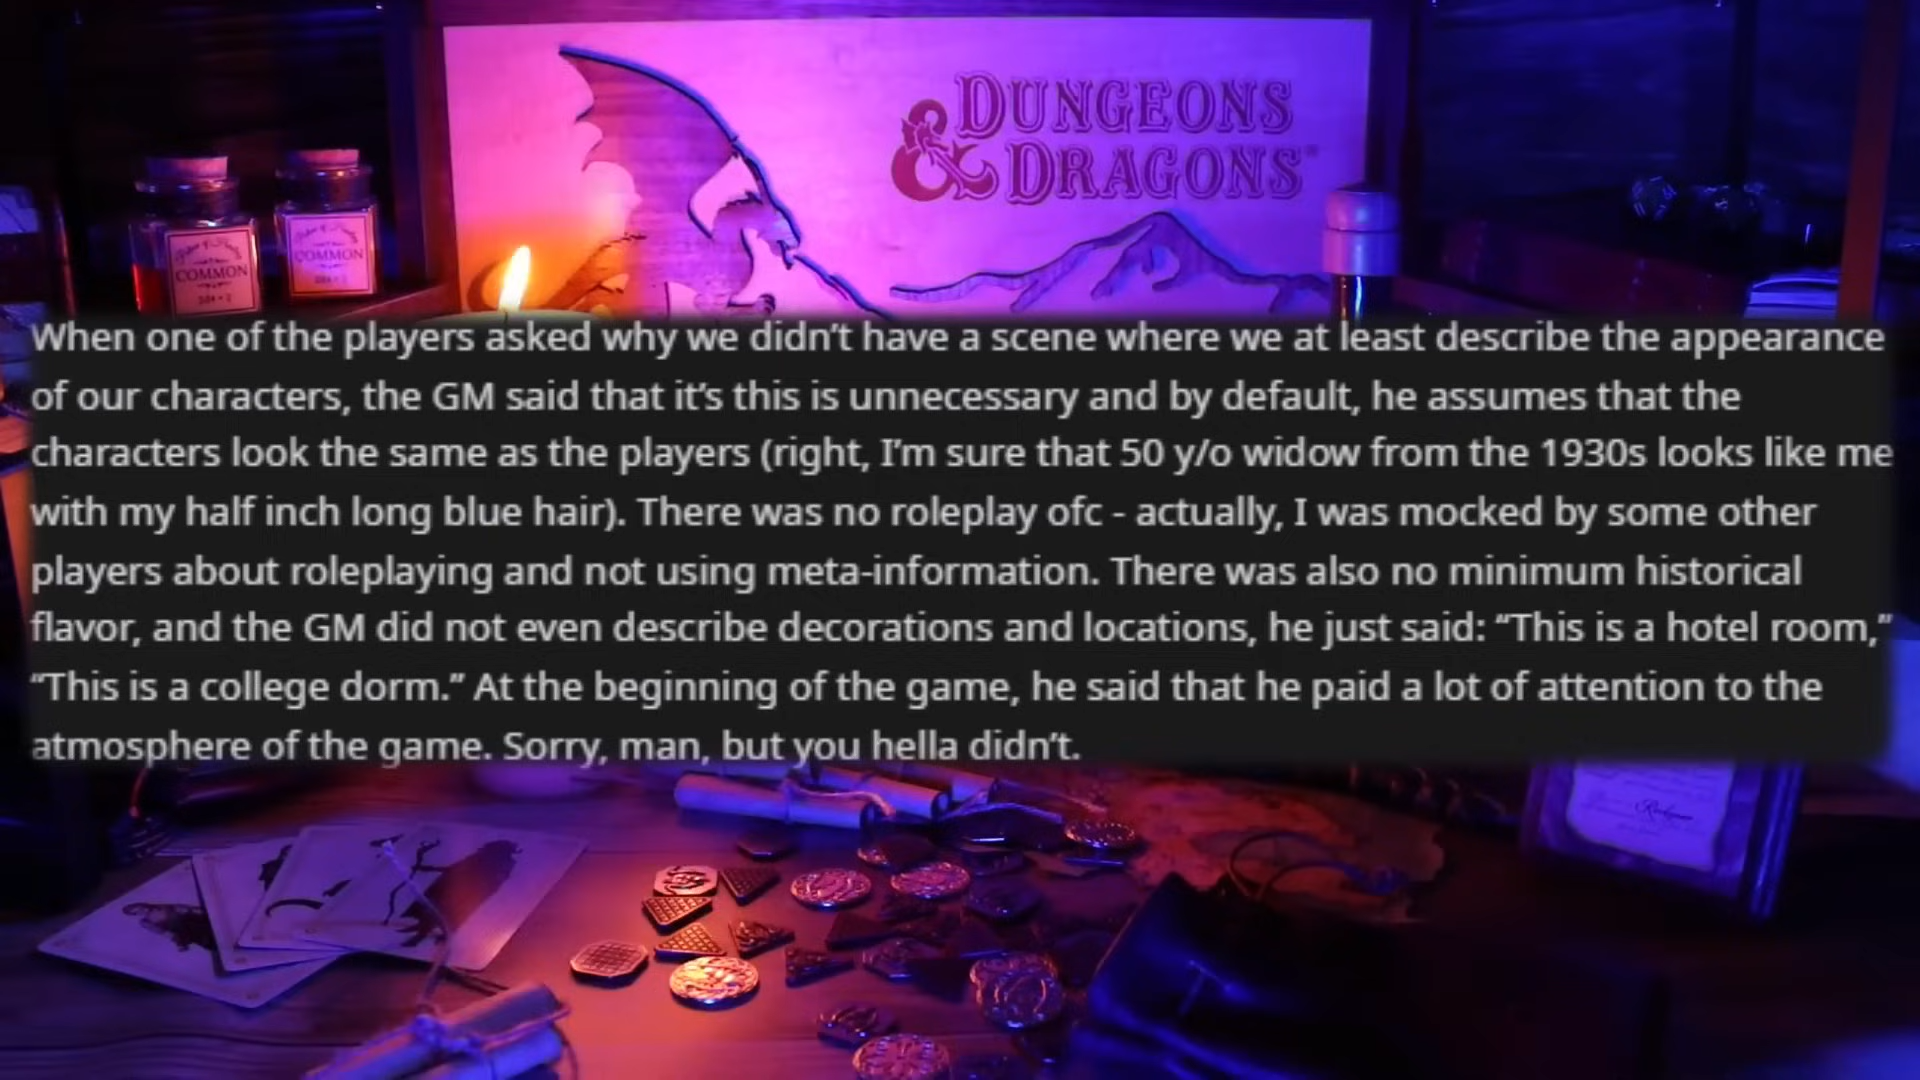 DUNGEONS
& DRAGONS
COMMON
COMMON
When one of the players asked why we didn’t have a scene where we at least describe the appearance
of our characters, the GM said that it’s this is unnecessary and by default, he assumes that the
characters look the same as the players (right, I’m sure that 50 y/o widow from the 1930s looks like me
with my half inch long blue hair). There was no roleplay ofc - actually, I was mocked by some other
players about roleplaying and not using meta-information. There was also no minimum historical
flavor, and the GM did not even describe decorations and locations, he just said: “This is a hotel room,”
“This is a college dorm.” At the beginning of the game, he said that he paid a lot of attention to the
atmosphere of the game. Sorry, man, but you hella didn’t.